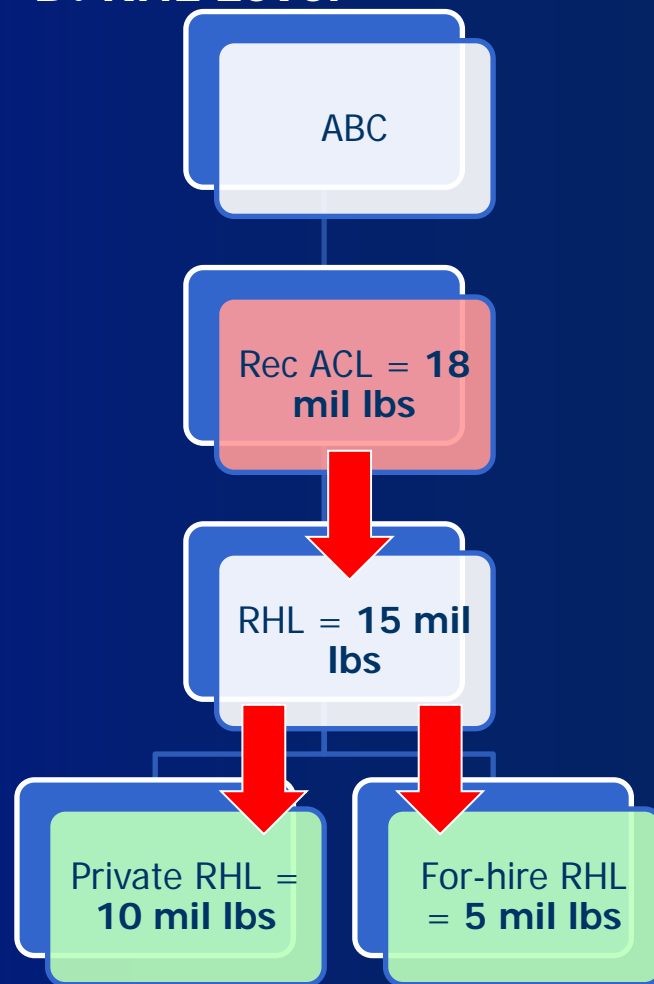 ABC
Rec ACL = 18
mil lbs
RHL = 15 mil
lbs
Private RHL =
10 mil lbs
For-hire RHL
= 5 mil lbs